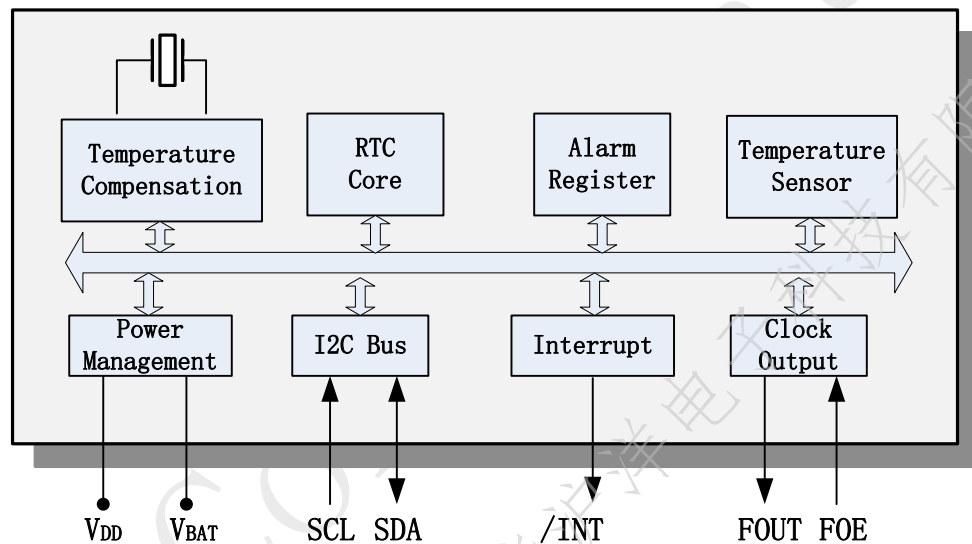 Temperature
Compensation
RTC
Core
Alarm
Register
Temperature
Sensor
Power
Management
I2C Bus
Interrupt
Clock
Output
VDD
VBAT
SCL
SDA
/INT
FOUT
FOE